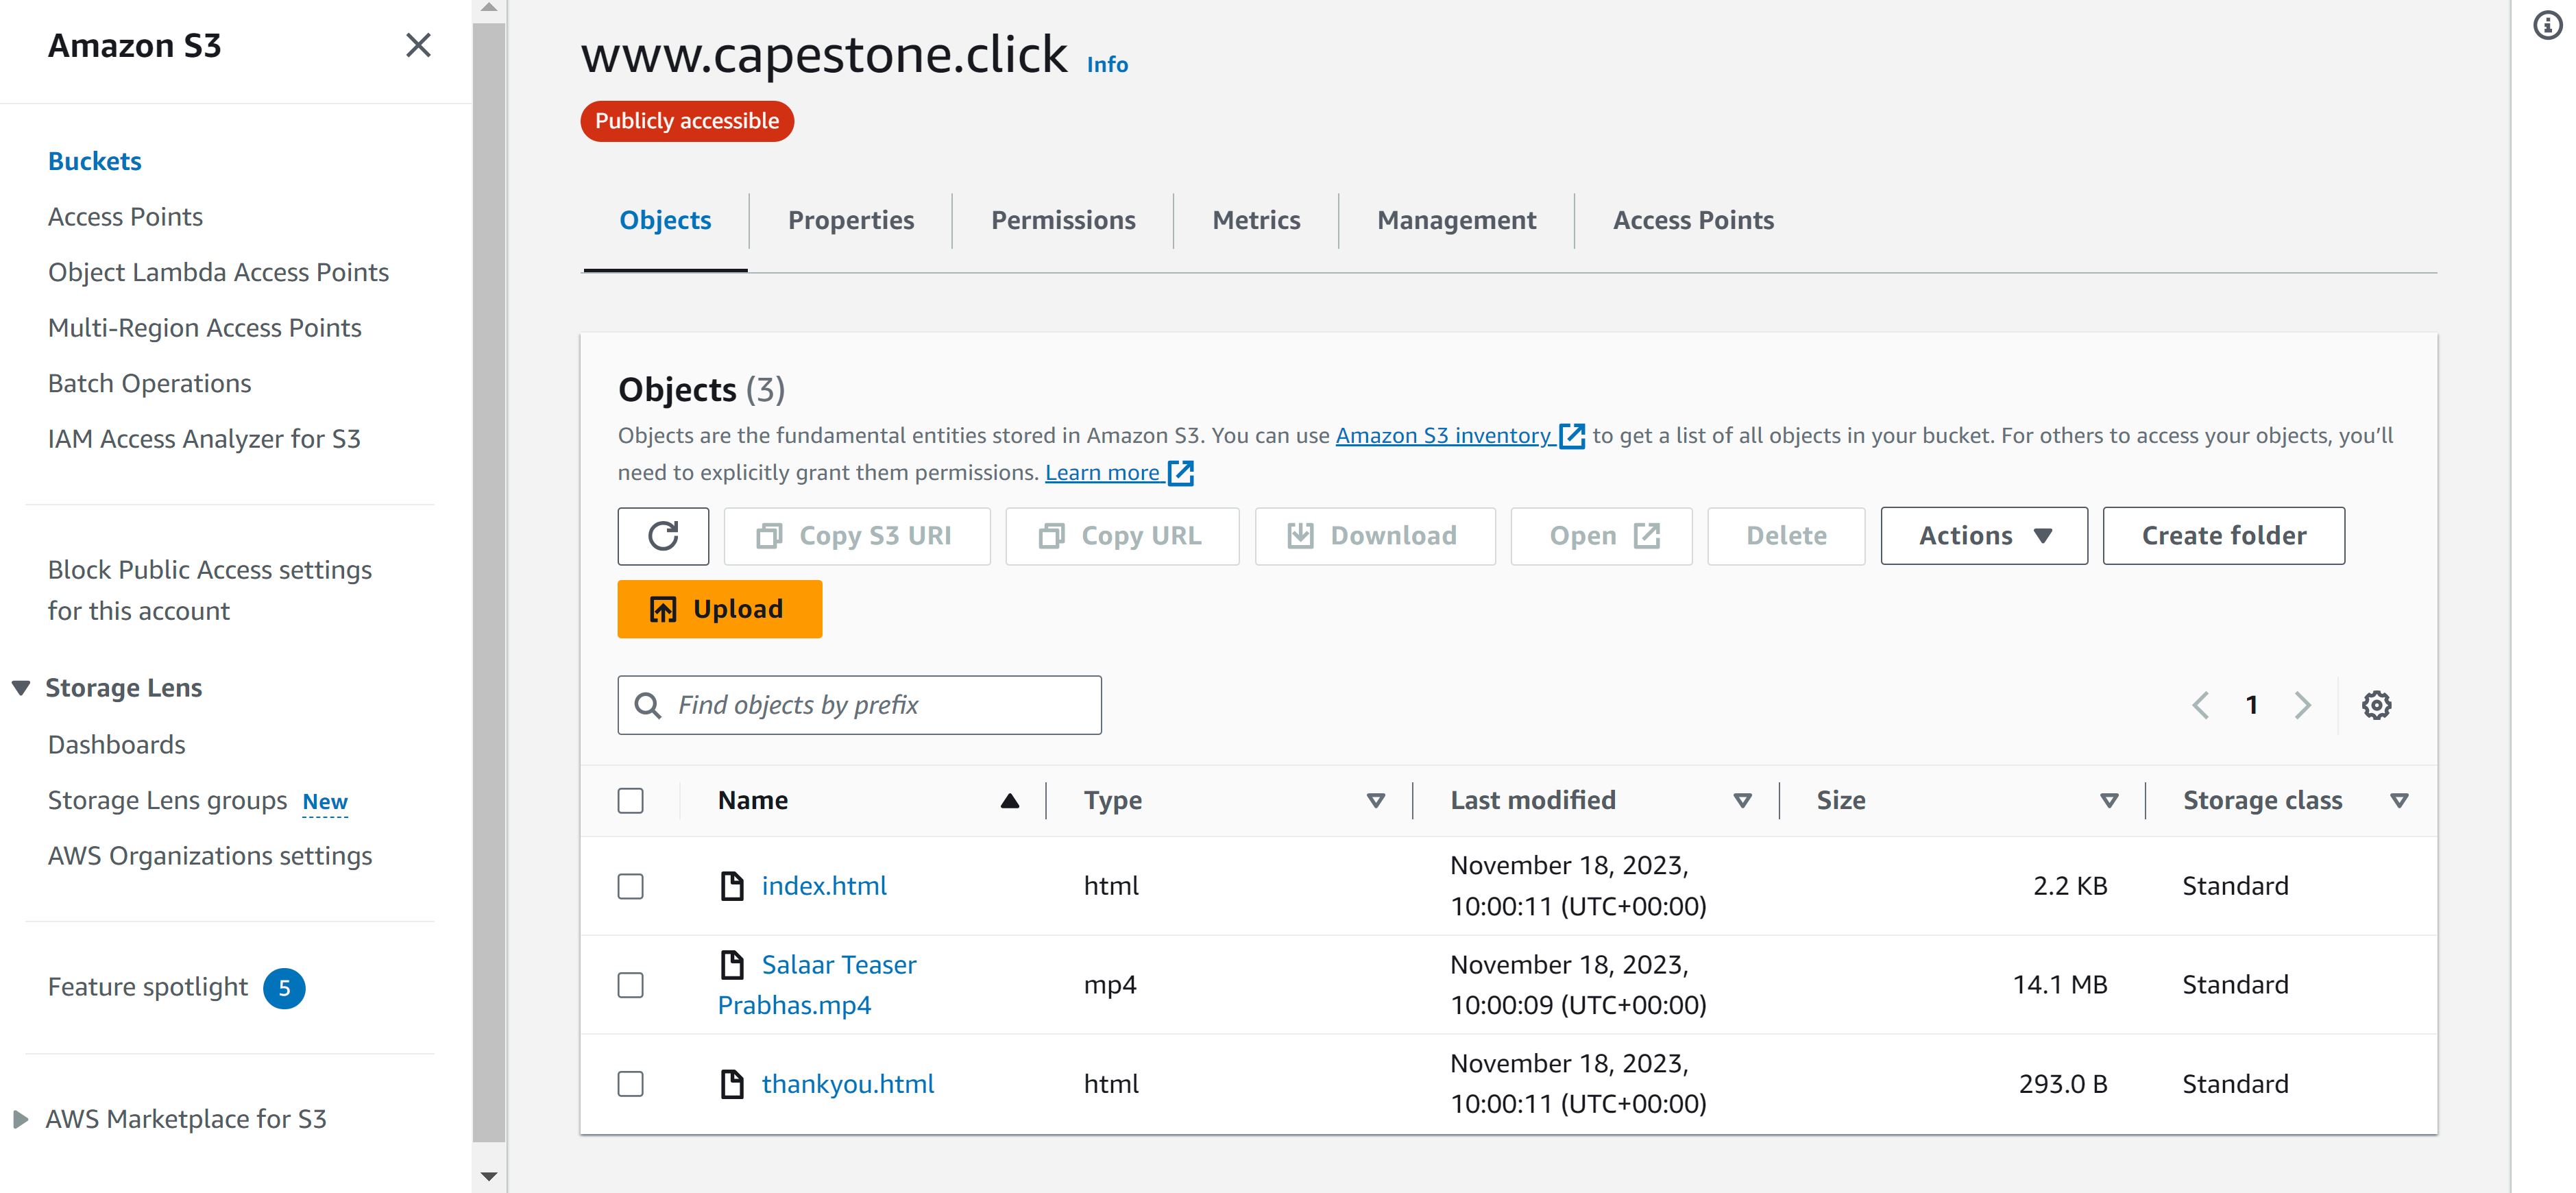 Amazon S3
Buckets
Access Points
Object Lambda Access Points
Multi-Region Access Points
Batch Operations
IAM Access Analyzer for S3
Block Public Access settings
for this account
Storage Lens
Dashboards
Storage Lens groups New
AWS Organizations settings
Feature spotlight 5
AWS Marketplace for S3
www.capestone.click Info
Publicly accessible
Objects Properties Permissions Metrics Management Access Points
Objects (3)
Objects are the fundamental entities stored in Amazon S3. You can use Amazon S3 inventory to get a list of all objects in your bucket. For others to access your objects, you’ll
need to explicitly grant them permissions. Learn more
Copy S3 URI Copy URL Download Open Delete Actions Create folder
Upload
Find objects by prefix 1
Name Type Last modified Size Storage class
index.html html November 18, 2023, 2.2 KB Standard
10:00:11 (UTC+00:00)
Salaar Teaser mp4 November 18, 2023, 14.1 MB Standard
Prabhas.mp4 10:00:09 (UTC+00:00)
thankyou.html html November 18, 2023, 293.0 B Standard
10:00:11 (UTC+00:00)